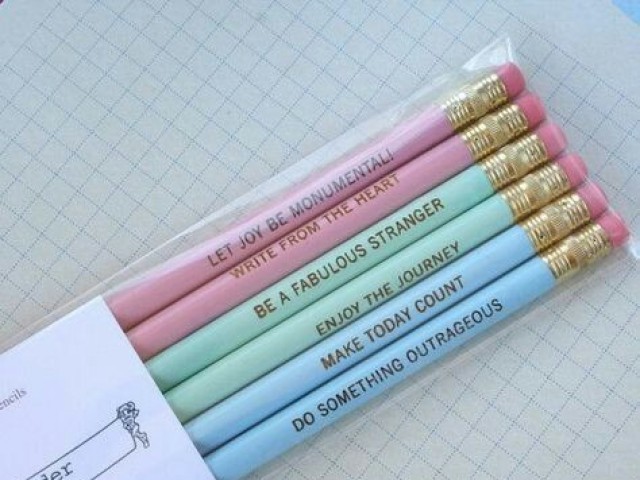 LET JOY BE MONUMENTAL!
WRITE FROM THE HEART
BE A FABULOUS STRANGER
ENJOY THE JOURNEY
MAKE TODAY COUNT
DO SOMETHING OUTRAGEOUS